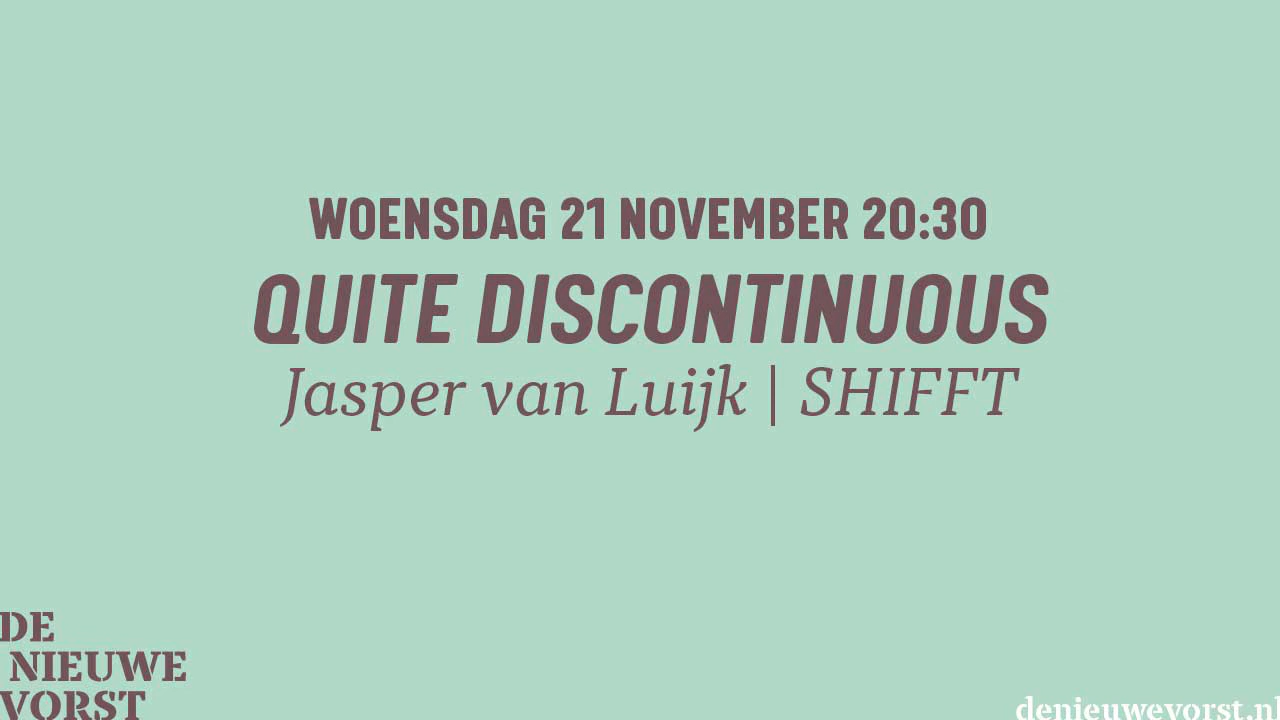 WOENSDAG 21 NOVEMBER 20:30
QUITE DISCONTINUOUS
Jasper van Luijk | SHIFFT
DE
NIEUWE
VORST
denieuwevorst.nl